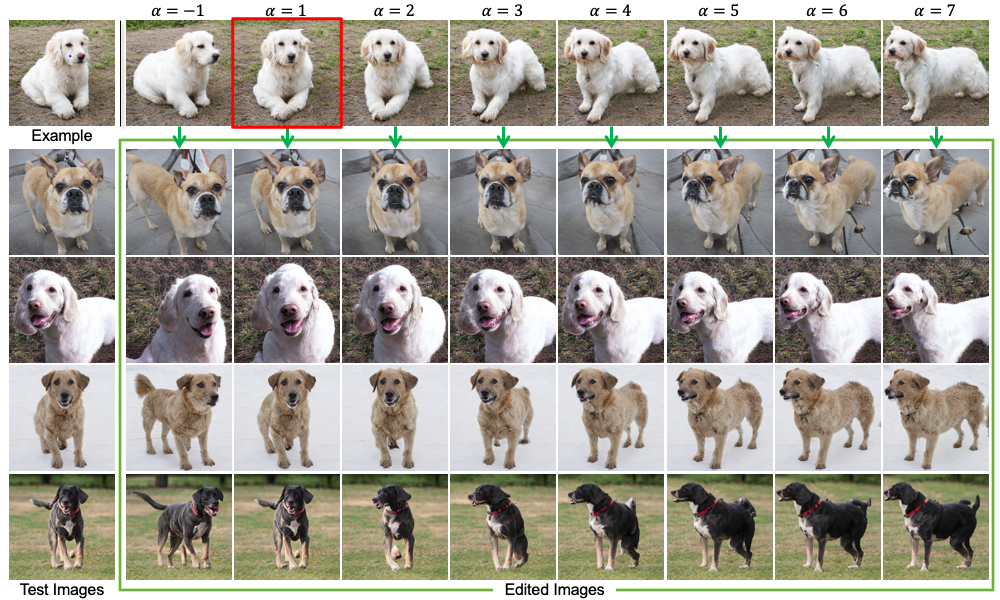 α = −1 α = 1 α = 2 α = 3 α = 4 α = 5 α = 6 α = 7
Example
Test Images Edited Images